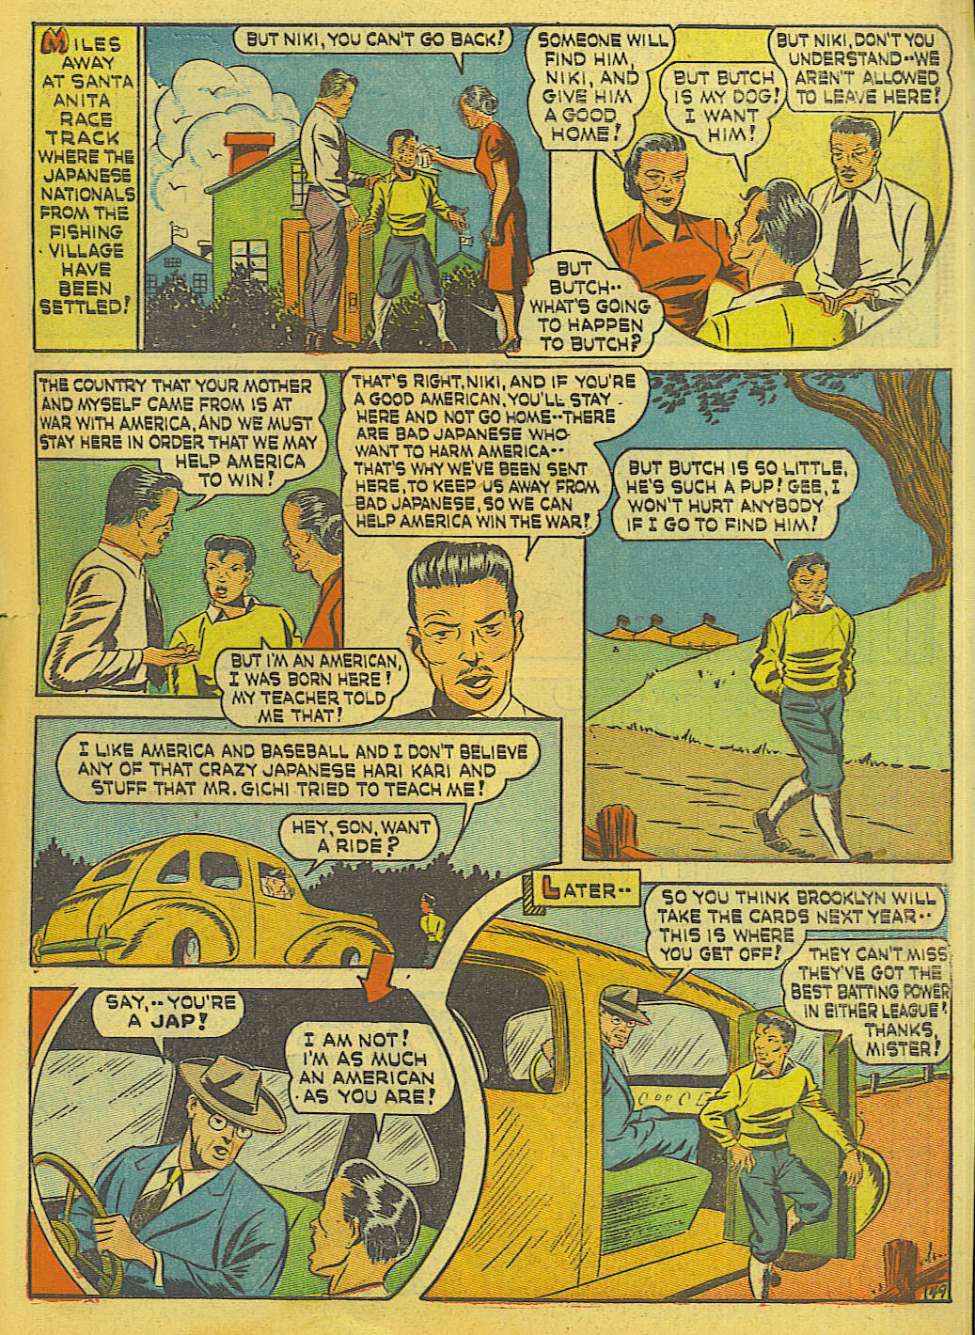 MILES
AWAY
AT SANTA
ANITA
RACE
TRACK
WHERE THE
JAPANESE
NATIONALS
FROM THE
FISHING
VILLAGE
HAVE
BEEN
SETTLED!
BUT NIKI, YOU CAN'T GO BACK!
BUT
BUTCH--
WHAT'S GOING
TO HAPPEN
TO BUTCH?
SOMEONE WILL
FIND HIM,
NIKI, AND
GIVE HIM
A GOOD
HOME!
BUT BUTCH
IS MY DOG!
I WANT
HIM!
BUT NIKI, DON'T YOU
UNDERSTAND--WE
AREN'T ALLOWED
TO LEAVE HERE!
THE COUNTRY THAT YOUR MOTHER
AND MYSELF CAME FROM IS AT
WAR WITH AMERICA, AND WE MUST
STAY HERE IN ORDER THAT WE MAY
HELP AMERICA
TO WIN!
BUT I'M AN AMERICAN,
I WAS BORN HERE!
MY TEACHER TOLD
ME THAT!
THAT'S RIGHT, NIKI, AND IF YOU'RE
A GOOD AMERICAN, YOU'LL STAY
HERE AND NOT GO HOME--THERE
ARE BAD JAPANESE WHO
WANT TO HARM AMERICA--
THAT'S WHY WE'VE BEEN SENT
HERE, TO KEEP US AWAY FROM
BAD JAPANESE, SO WE CAN
HELP AMERICA WIN THE WAR!
BUT BUTCH IS SO LITTLE,
HE'S SUCH A PUP! GEE, I
WON'T HURT ANYBODY
IF I GO TO FIND HIM!
I LIKE AMERICA AND BASEBALL AND I DON'T BELIEVE
ANY OF THAT CRAZY JAPANESE HARI KARI AND
STUFF THAT MR. GICHI TRIED TO TEACH ME!
HEY, SON, WANT
A RIDE?
SAY,-- YOU'RE
A JAP!
I AM NOT!
I'M AS MUCH
AN AMERICAN
AS YOU ARE!
LATER--
SO YOU THINK BROOKLYN WILL
TAKE THE CARDS NEXT YEAR--
THIS IS WHERE
YOU GET OFF!
THEY CAN'T MISS
THEY'VE GOT THE
BEST BATTING POWER
IN EITHER LEAGUE!
THANKS,
MISTER!
149